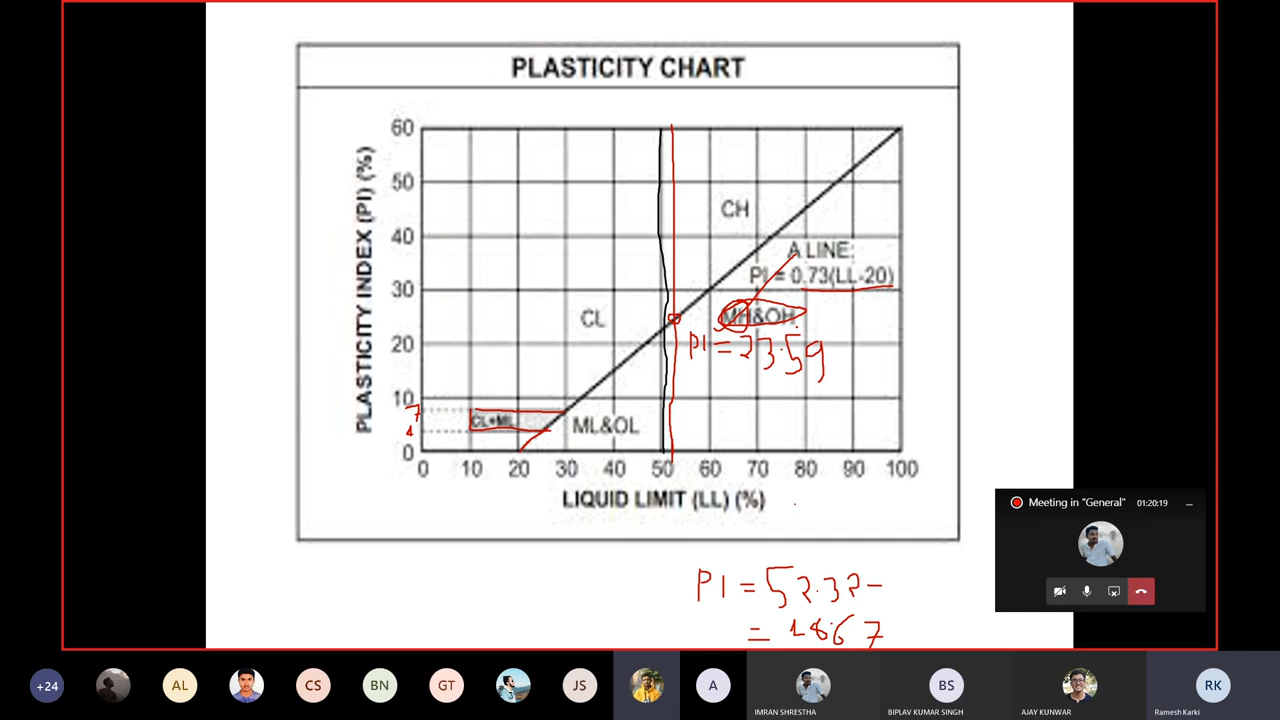 PLASTICITY CHART
PLASTICITY INDEX (PI) (%)
60
50
40
30
20
10
0
7
4
CH
A LINE:
PI = 0.73(LL-20)
CL
MH&OH
PI = 23.59
CL+ML
ML&OL
0 10 20 30 40 50 60 70 80 90 100
LIQUID LIMIT (LL) (%)
PI = 52.32-
= 18.67
Meeting in "General" 01:20:19
+24 AL CS BN GT JS A BS RK
IMRAN SHRESTHA BIPLAV KUMAR SINGH AJAY KUNWAR Ramesh Karki